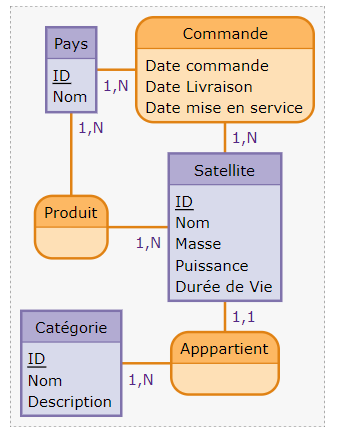 Pays
ID
Nom
1,N
Commande
Date commande
Date Livraison
Date mise en service
1,N
1,N
Produit
1,N
Satellite
ID
Nom
Masse
Puissance
Durée de Vie
1,1
Apppartient
Catégorie
ID
Nom
Description
1,N